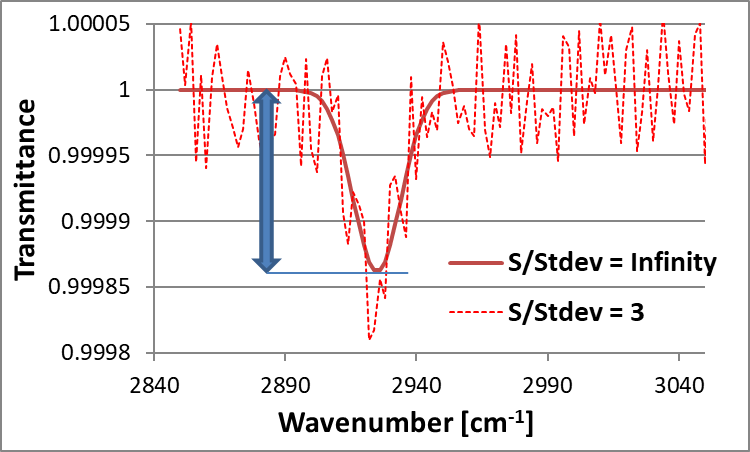 1.00005
1
0.99995
0.9999
0.99985
0.9998
Transmittance
S/Stdev = Infinity
S/Stdev = 3
2840 2890 2940 2990 3040
Wavenumber [cm⁻¹]